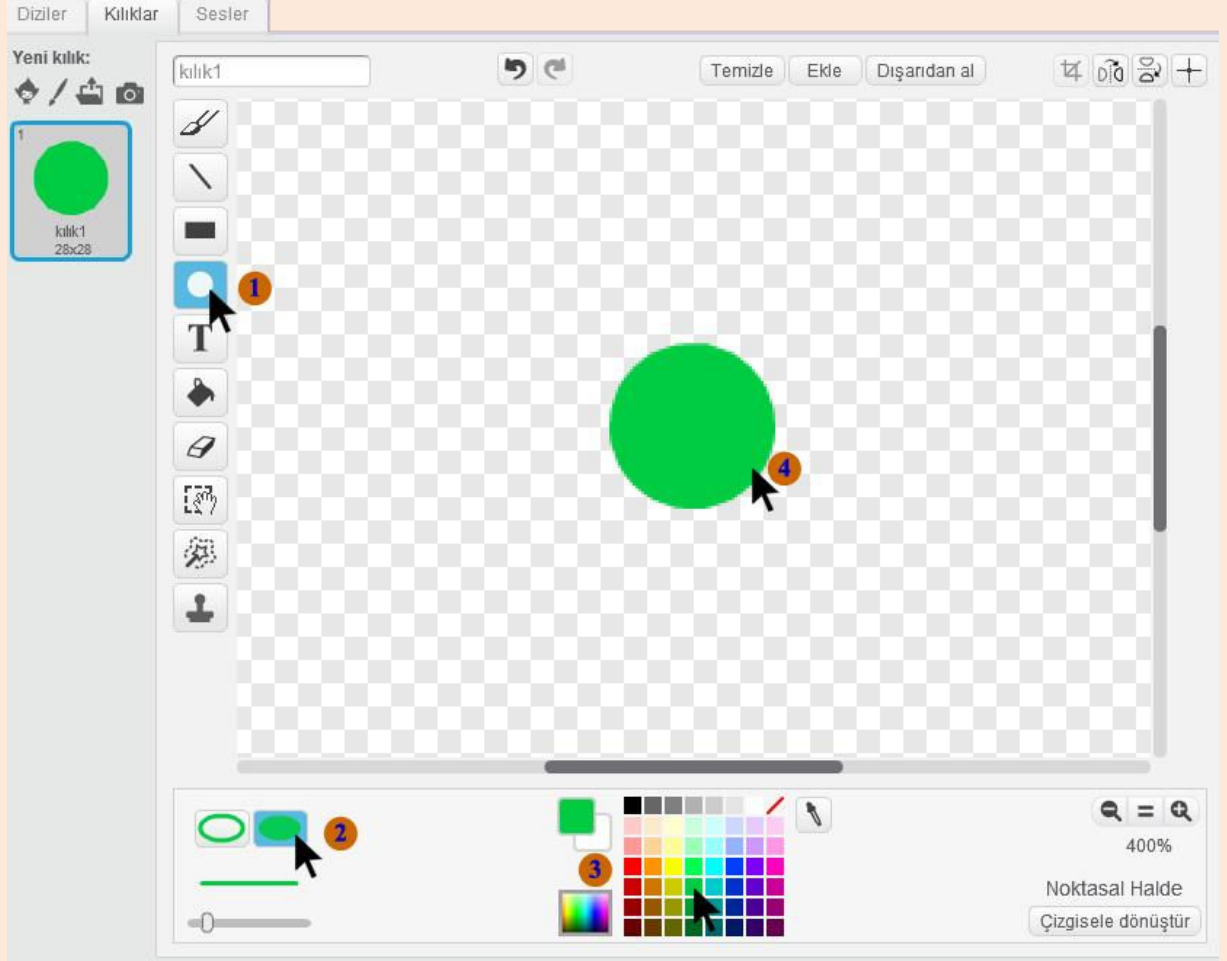 Diziler Kılıklar Sesler
Yeni kılık:
kılık1
Temizle Ekle Dışarıdan al
1
kılık1
28x28
1
T
4
2
3
400%
Noktasal Halde
Çizgisele dönüştür